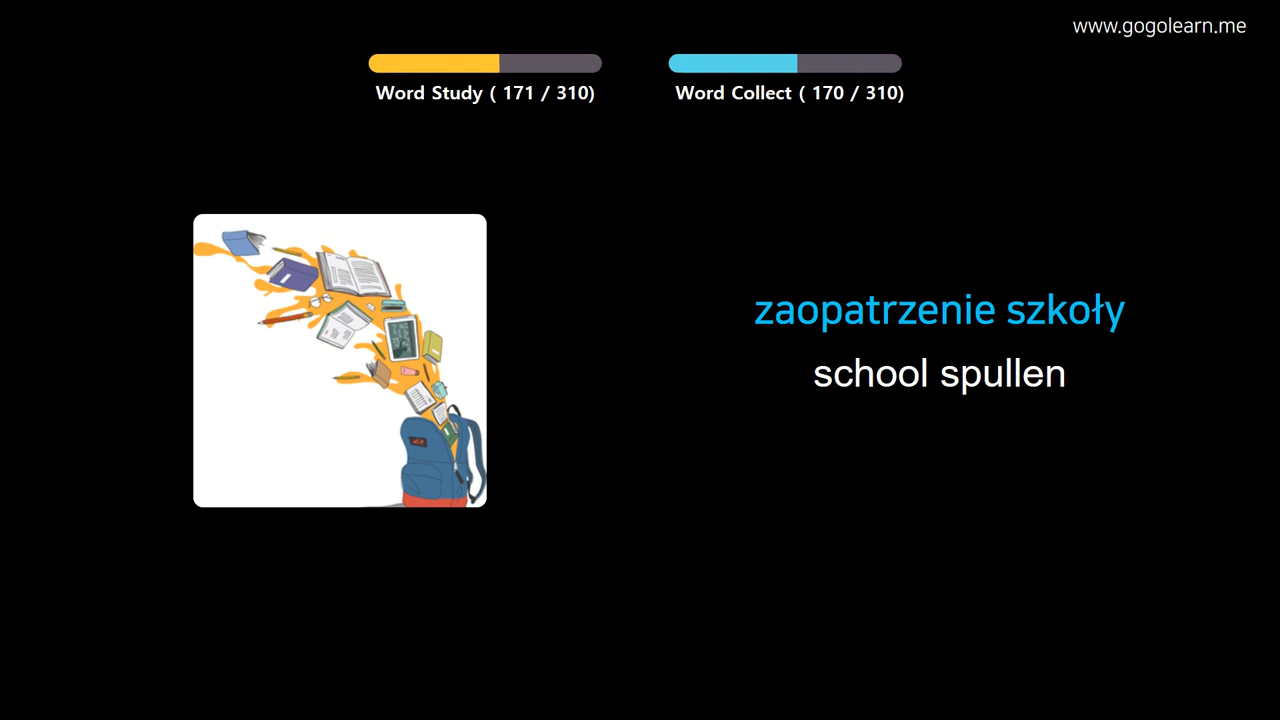 www.gogolearn.me
Word Study ( 171 / 310)
Word Collect ( 170 / 310)
zaopatrzenie szkoły
school spullen